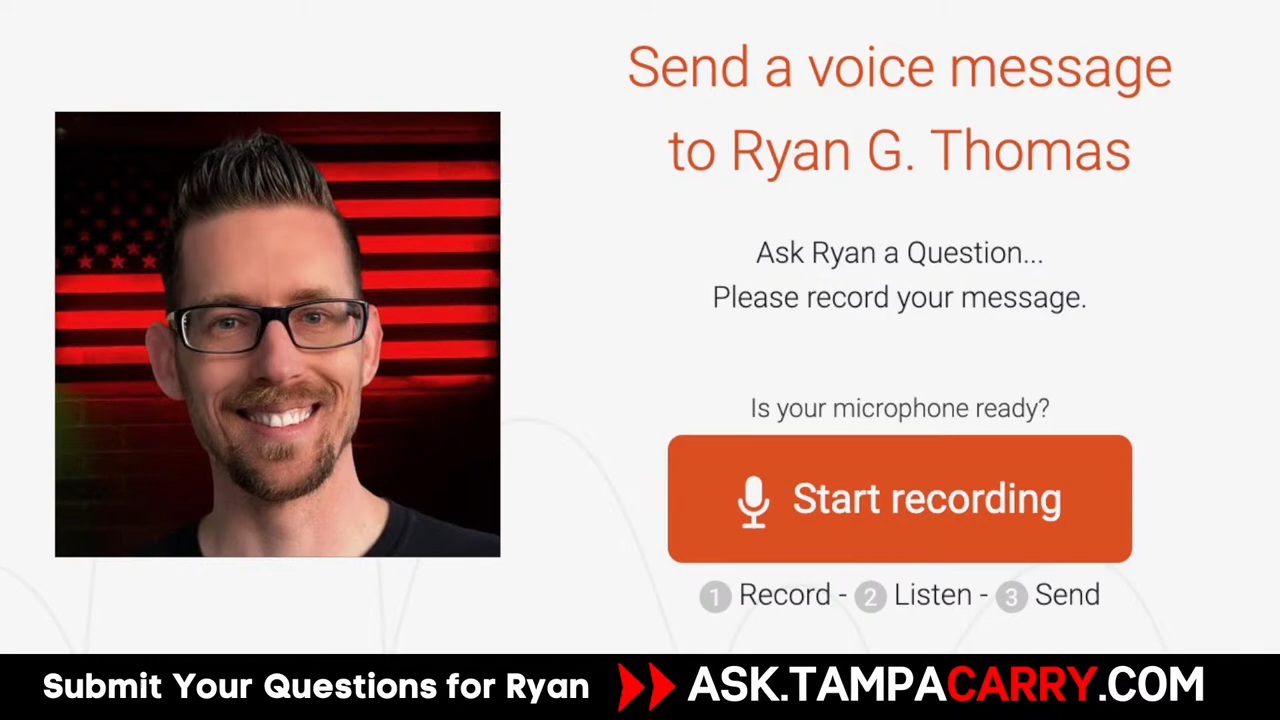 Send a voice message
to Ryan G. Thomas
Ask Ryan a Question...
Please record your message.
Is your microphone ready?
Start recording
1 Record - 2 Listen - 3 Send
Submit Your Questions for Ryan ASK.TAMPACARRY.COM